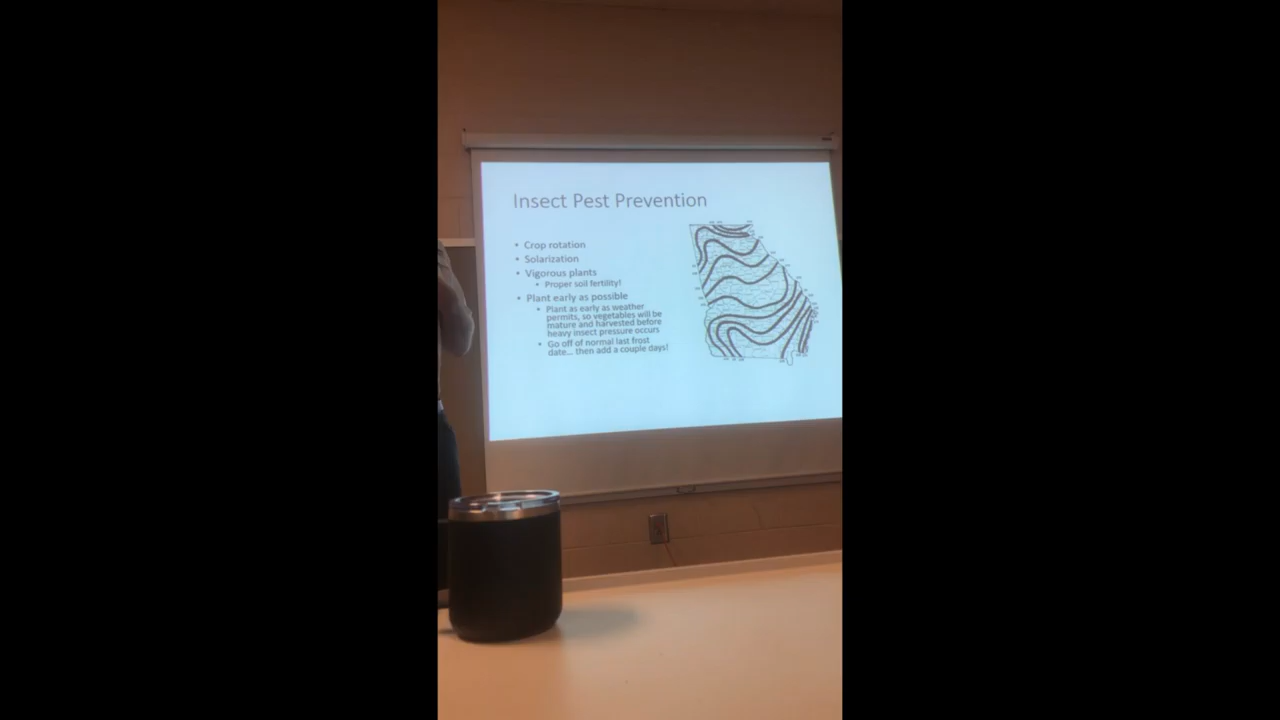 Insect Pest Prevention
• Crop rotation
• Solarization
• Vigorous plants
• Proper soil fertility!
• Plant early as possible
• Plant as early as weather
permits, so vegetables will be
mature and harvested before
heavy insect pressure occurs
• Go off of normal last frost
date... then add a couple days!